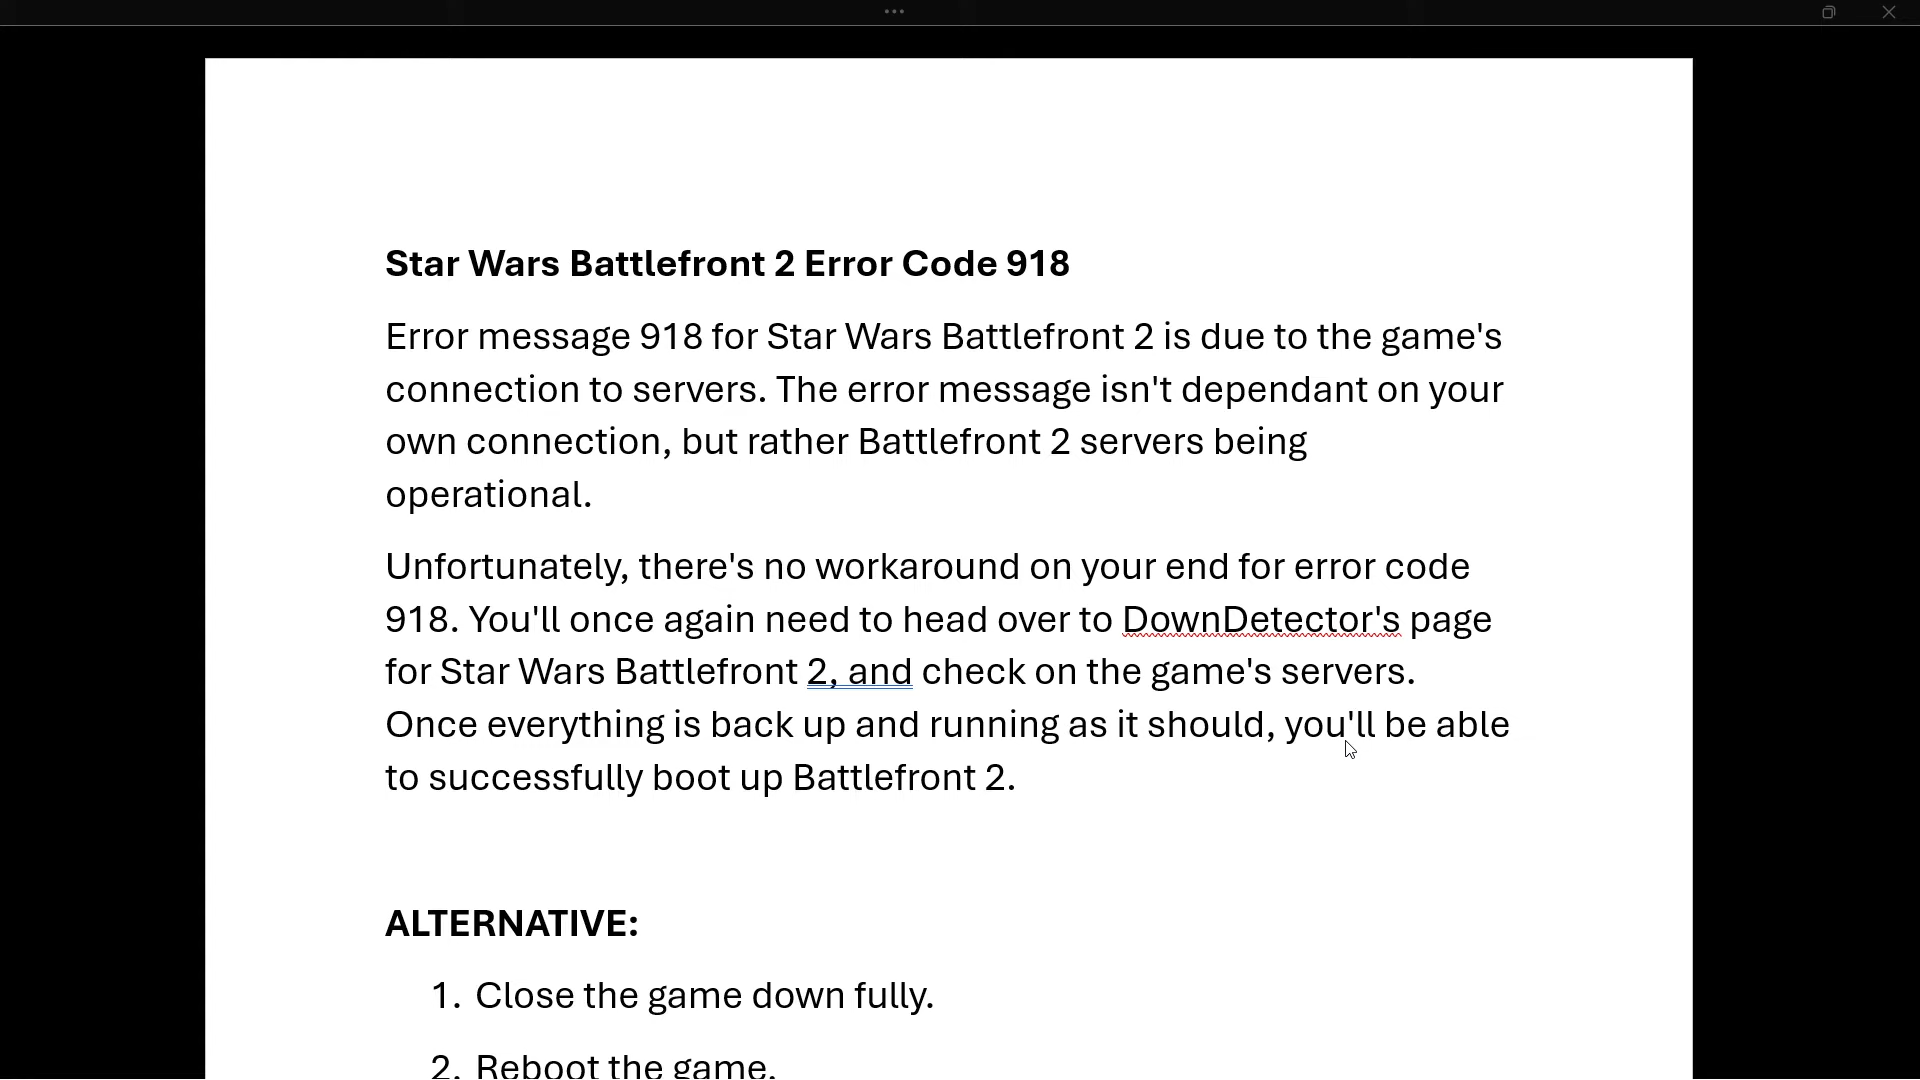 Star Wars Battlefront 2 Error Code 918
Error message 918 for Star Wars Battlefront 2 is due to the game's
connection to servers. The error message isn't dependant on your
own connection, but rather Battlefront 2 servers being
operational.
Unfortunately, there's no workaround on your end for error code
918. You'll once again need to head over to DownDetector's page
for Star Wars Battlefront 2, and check on the game's servers.
Once everything is back up and running as it should, you'll be able
to successfully boot up Battlefront 2.
ALTERNATIVE:
1. Close the game down fully.
2. Reboot the game.